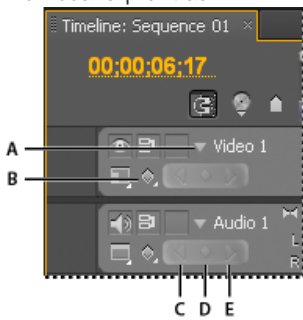 Timeline: Sequence 01 ×
00;00;06;17
A
Video 1
B
Audio 1
L
R
C D E